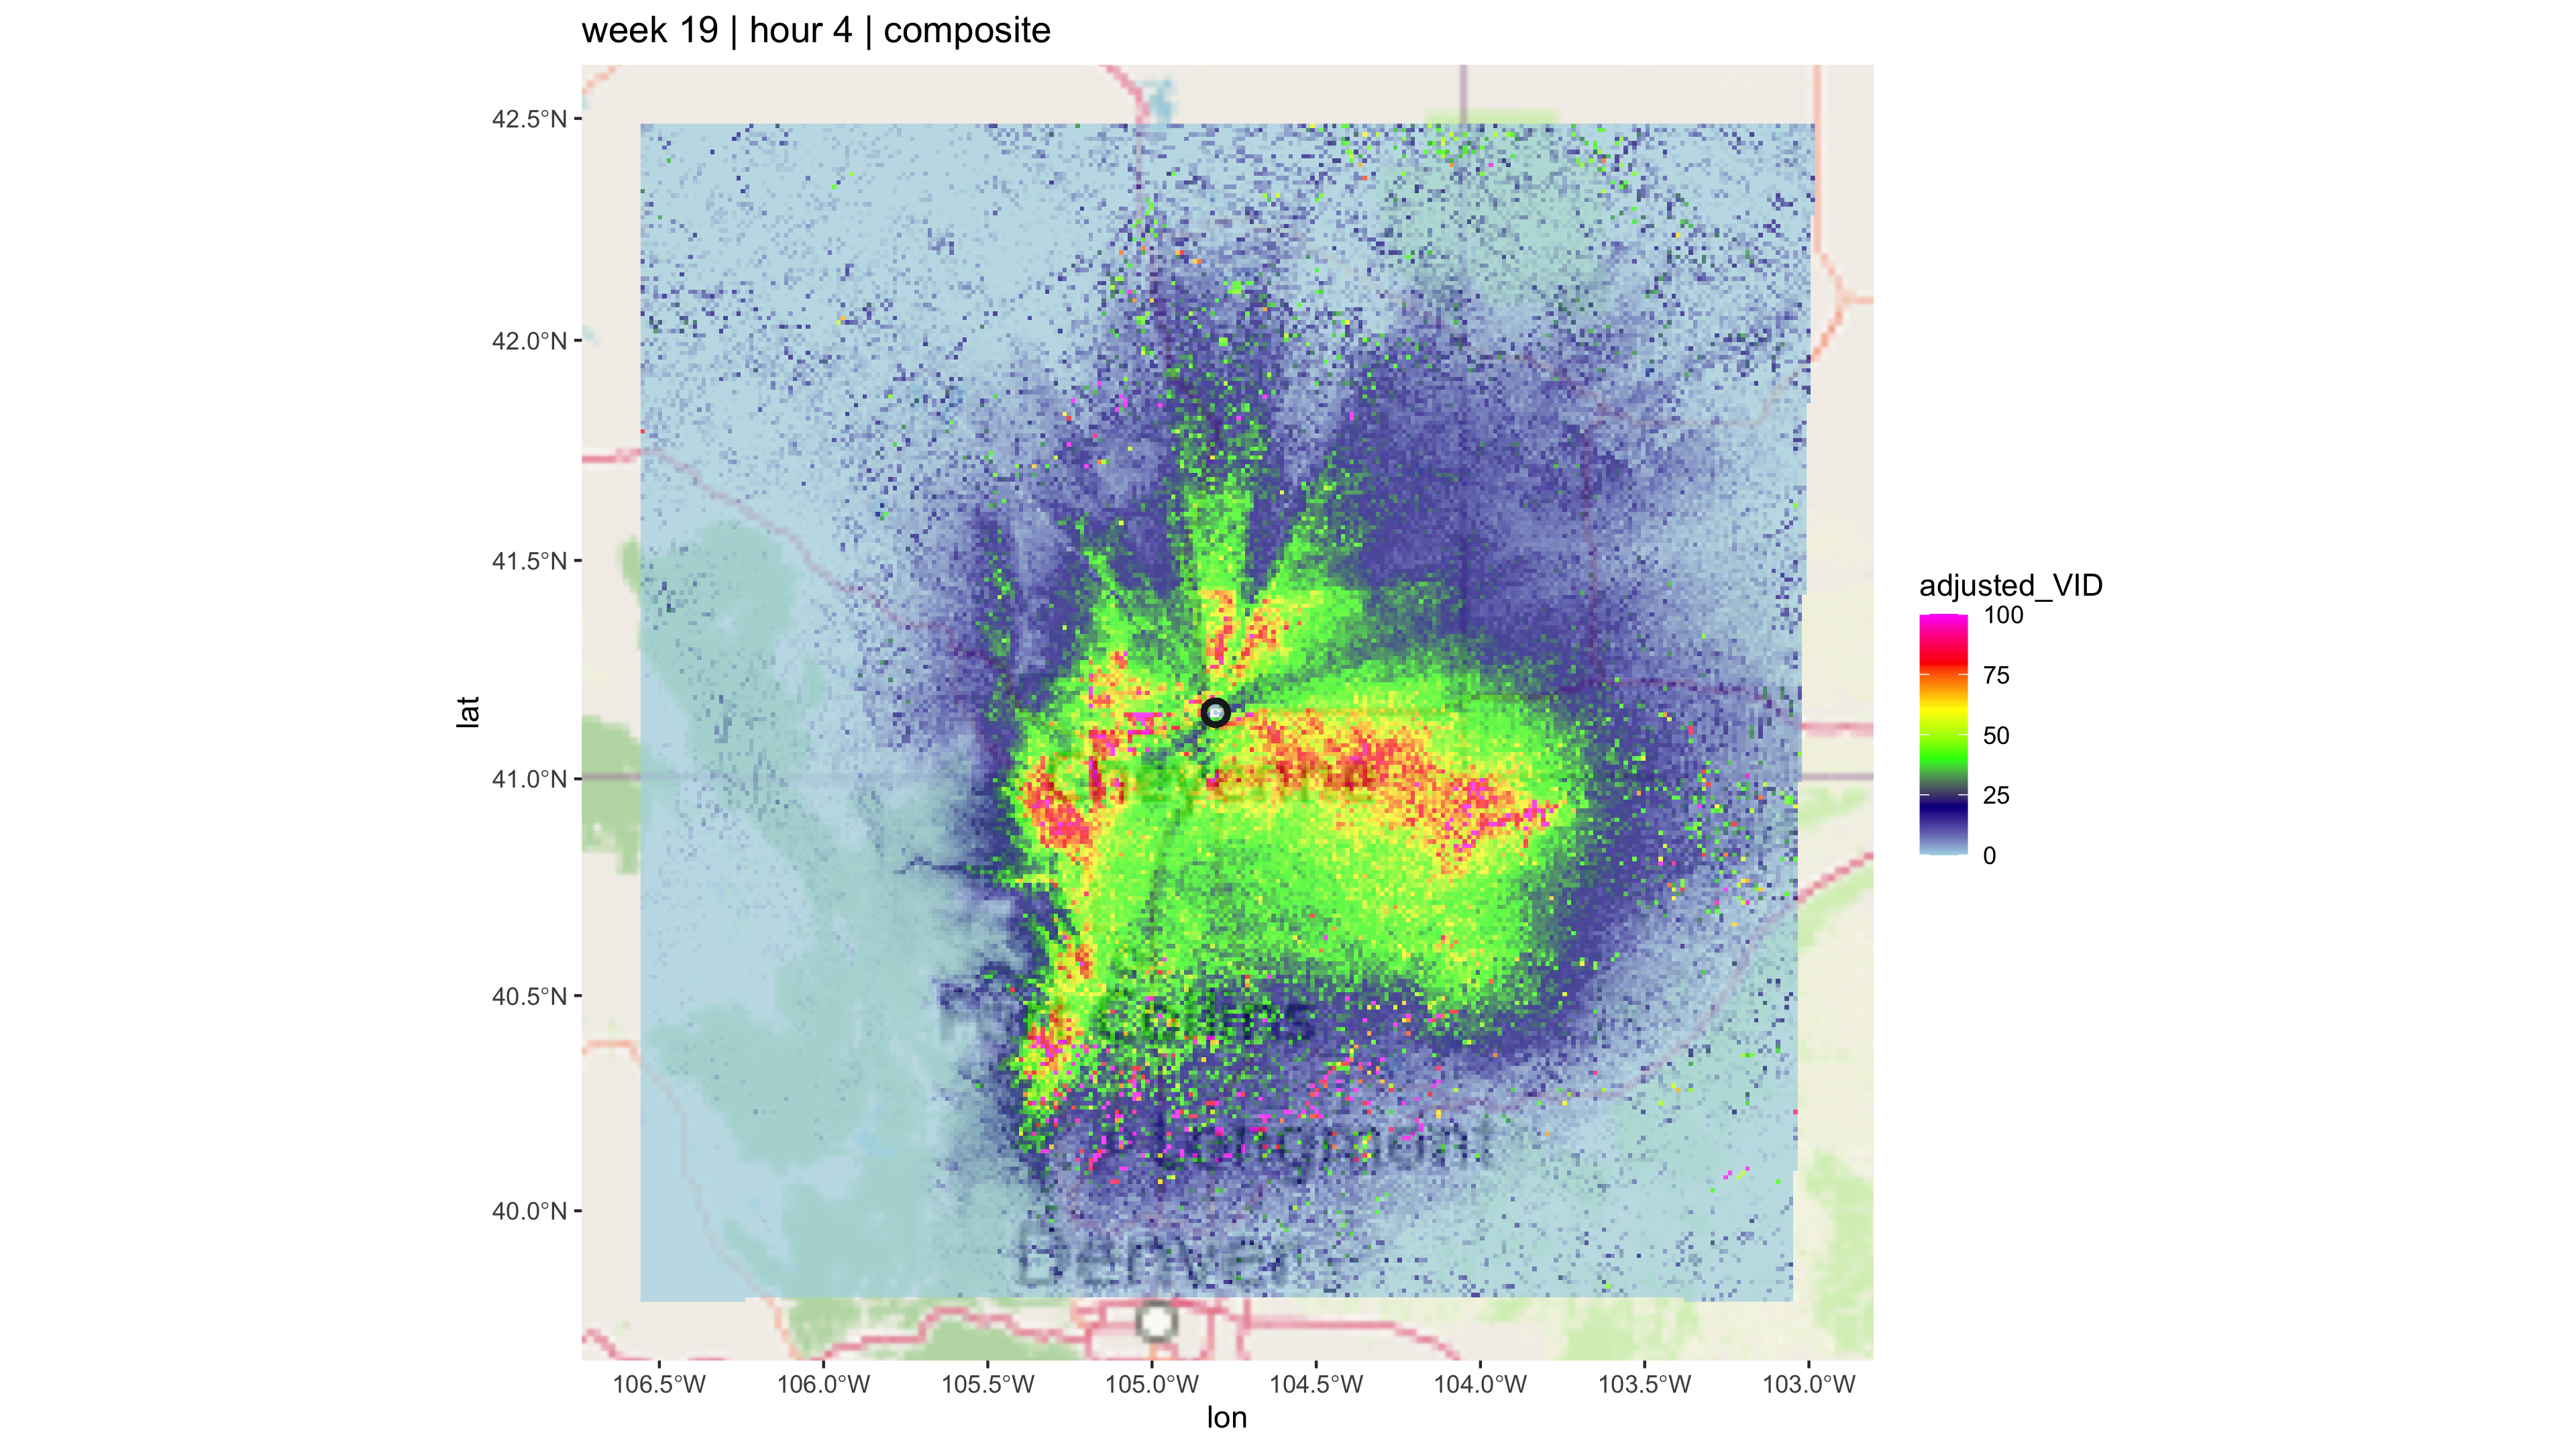 week 19 | hour 4 | composite
42.5°N
42.0°N
41.5°N
41.0°N
40.5°N
40.0°N
lat
Cheyenne
Fort Collins
Longmont
Denver
106.5°W 106.0°W 105.5°W 105.0°W 104.5°W 104.0°W 103.5°W 103.0°W
lon
adjusted_VID
100
75
50
25
0